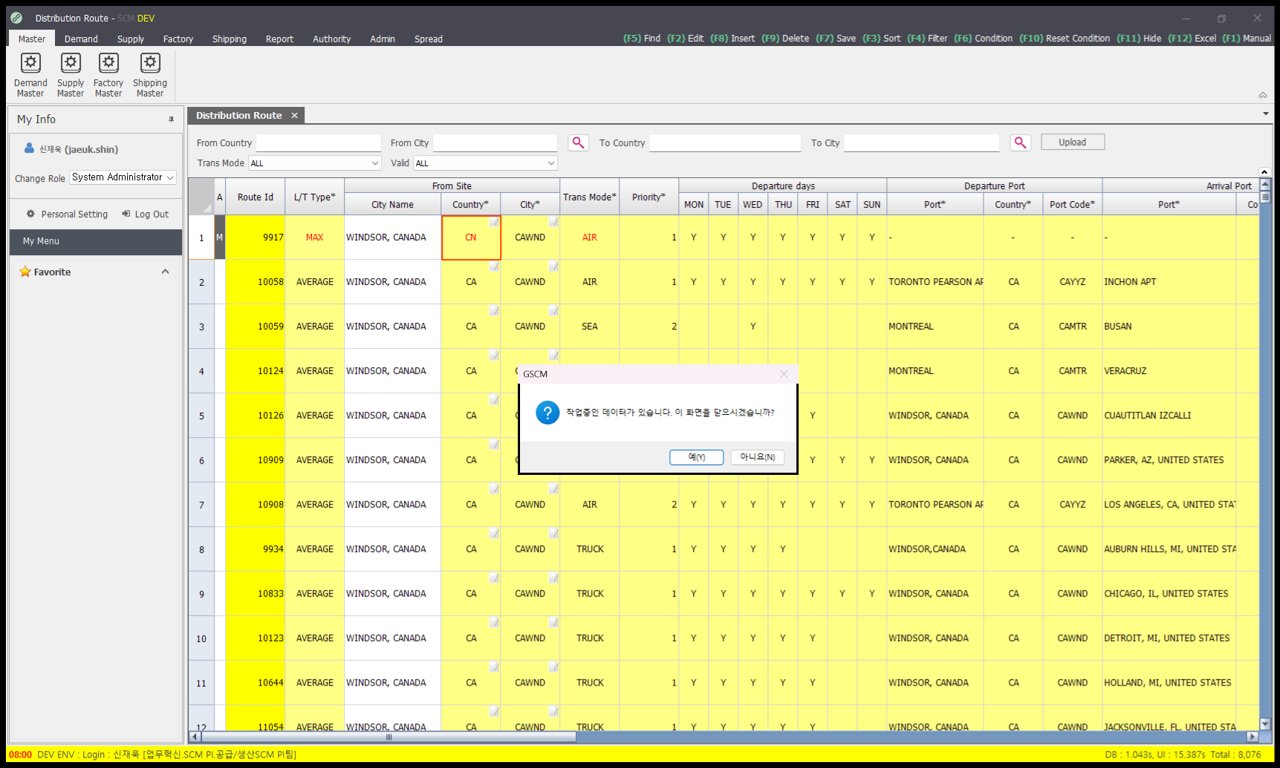 Distribution Route - SCM DEV
Master Demand Supply Factory Shipping Report Authority Admin Spread (F5) Find (F2) Edit (F8) Insert (F9) Delete (F7) Save (F3) Sort (F4) Filter (F6) Condition (F10) Reset Condition (F11) Hide (F12) Excel (F1) Manual
Demand Master Supply Master Factory Master Shipping Master
My Info
신재욱 (jaeuk.shin)
Change Role System Administrator
Personal Setting Log Out
My Menu
Favorite
Distribution Route
From Country From City To Country To City Upload
Trans Mode ALL Valid ALL
From Site Departure days Departure Port Arrival Port
A Route Id L/T Type* City Name Country* City* Trans Mode* Priority* MON TUE WED THU FRI SAT SUN Port* Country* Port Code* Port* Co
1 M 9917 MAX WINDSOR, CANADA CN CAWND AIR 1 Y Y Y Y Y Y Y - - - -
2 10058 AVERAGE WINDSOR, CANADA CA CAWND AIR 1 Y Y Y Y Y Y Y TORONTO PEARSON AP CA CAYYZ INCHON APT
3 10059 AVERAGE WINDSOR, CANADA CA CAWND SEA 2 Y MONTREAL CA CAMTR BUSAN
4 10124 AVERAGE WINDSOR, CANADA CA MONTREAL CA CAMTR VERACRUZ
5 10126 AVERAGE WINDSOR, CANADA CA Y WINDSOR, CANADA CA CAWND CUAUTITLAN IZCALLI
6 10909 AVERAGE WINDSOR, CANADA CA Y Y Y WINDSOR, CANADA CA CAWND PARKER, AZ, UNITED STATES
7 10908 AVERAGE WINDSOR, CANADA CA CAWND AIR 2 Y Y Y Y Y Y Y TORONTO PEARSON AP CA CAYYZ LOS ANGELES, CA, UNITED STA
8 9934 AVERAGE WINDSOR, CANADA CA CAWND TRUCK 1 Y Y Y Y WINDSOR,CANADA CA CAWND AUBURN HILLS, MI, UNITED STA
9 10833 AVERAGE WINDSOR, CANADA CA CAWND TRUCK 1 Y Y Y Y Y Y Y WINDSOR, CANADA CA CAWND CHICAGO, IL, UNITED STATES
10 10123 AVERAGE WINDSOR, CANADA CA CAWND TRUCK 1 Y Y Y Y Y WINDSOR, CANADA CA CAWND DETROIT, MI, UNITED STATES
11 10644 AVERAGE WINDSOR, CANADA CA CAWND TRUCK 1 Y Y Y Y Y WINDSOR, CANADA CA CAWND HOLLAND, MI, UNITED STATES
12 11054 AVERAGE WINDSOR, CANADA CA CAWND TRUCK 1 Y Y Y Y Y WINDSOR, CANADA CA CAWND JACKSONVILLE, FL, UNITED STA
GSCM
작업중인 데이터가 있습니다. 이 화면을 닫으시겠습니까?
예(Y) 아니요(N)
08:00 DEV ENV : Login : 신재욱 [업무혁신.SCM PI.공급/생산SCM PI팀] DB : 1.043s, UI : 15.387s Total : 8,076